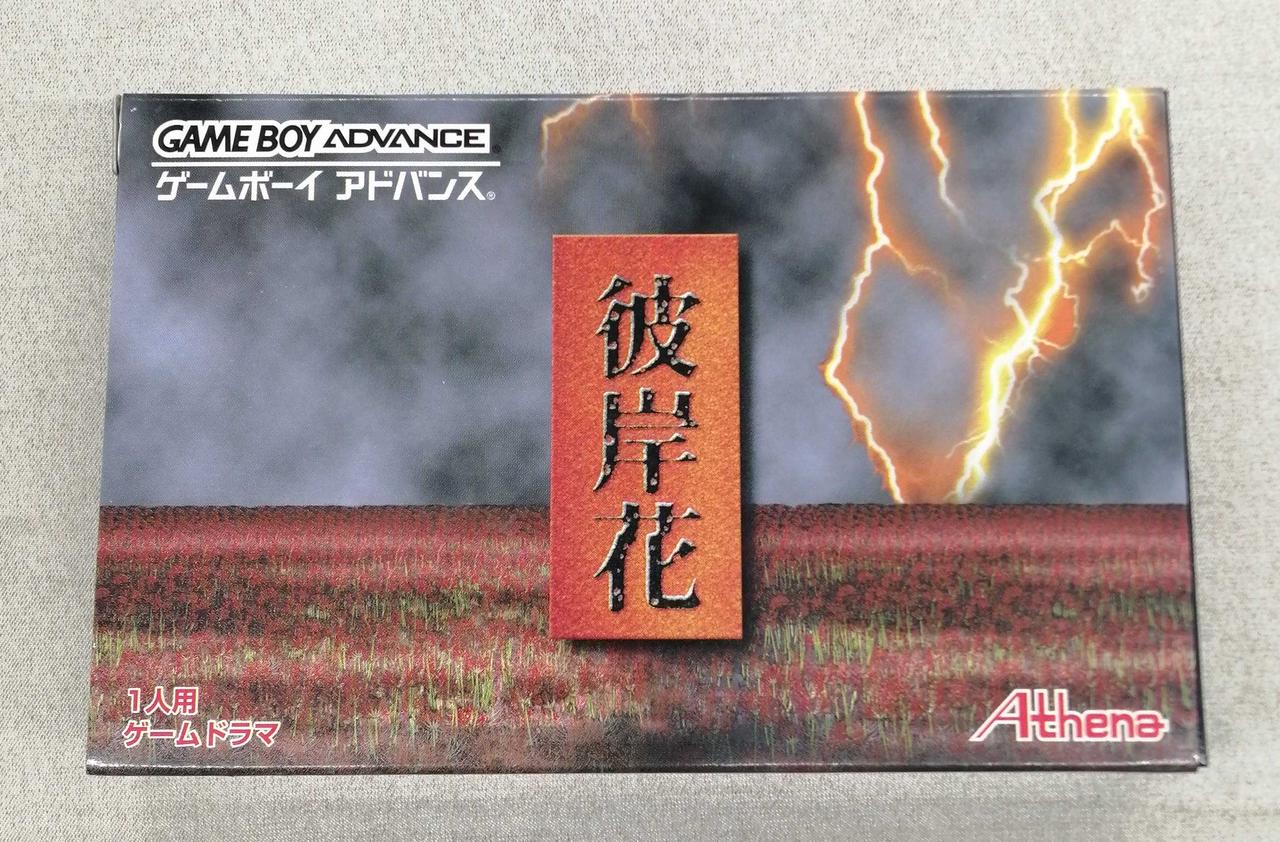 GAME BOY ADVANCE
ゲームボーイ アドバンス®
彼岸花
1人用
ゲームドラマ
Athena